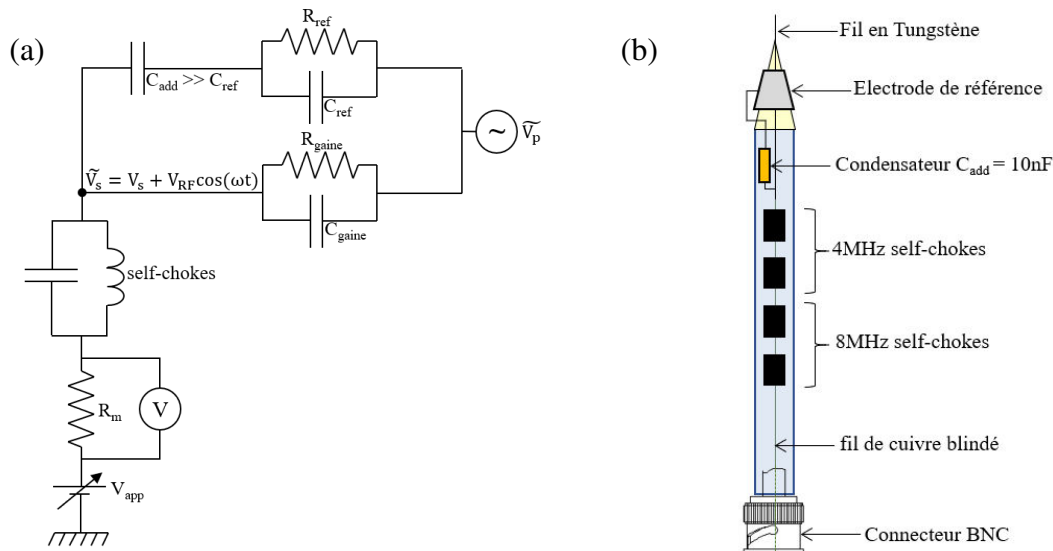 (a)
R_ref
C_add >> C_ref
C_ref
R_gaine
~
Ṽ_p
Ṽ_s = V_s + V_RF cos(ωt)
C_gaine
self-chokes
R_m
V
V_app
(b)
Fil en Tungstène
Electrode de référence
Condensateur C_add = 10nF
4MHz self-chokes
8MHz self-chokes
fil de cuivre blindé
Connecteur BNC